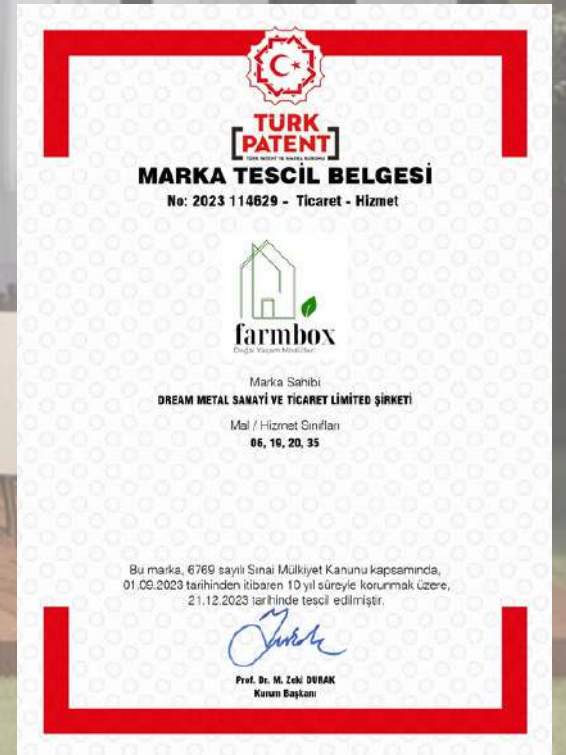 TÜRK
PATENT
TÜRK PATENT VE MARKA KURUMU
MARKA TESCİL BELGESİ
No: 2023 114629 - Ticaret - Hizmet
farmbox
Doğal Yaşam Modülleri
Marka Sahibi
DREAM METAL SANAYİ VE TİCARET LİMİTED ŞİRKETİ
Mal / Hizmet Sınıfları
06, 19, 20, 35
Bu marka, 6769 sayılı Sınai Mülkiyet Kanunu kapsamında,
01.09.2023 tarihinden itibaren 10 yıl süreyle korunmak üzere,
21.12.2023 tarihinde tescil edilmiştir.
Prof. Dr. M. Zeki DURAK
Kurum Başkanı